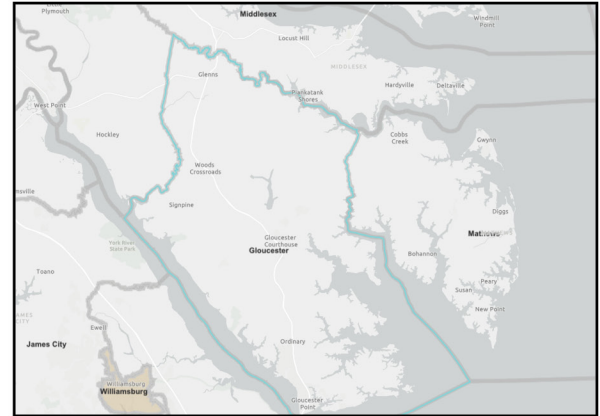 Plymouth
Middlesex
Windmill
Point
Locust Hill
MIDDLESEX
Glenns
Hardyville
Deltaville
Piankatank
Shores
West Point
Hockley
Cobbs
Creek
Gwynn
Woods
Crossroads
Signpine
Diggs
York River
State Park
Gloucester
Courthouse
Gloucester
Bohannon
Toano
Peary
Susan
New Point
Ewell
James City
Ordinary
Williamsburg
Williamsburg
Gloucester
Point